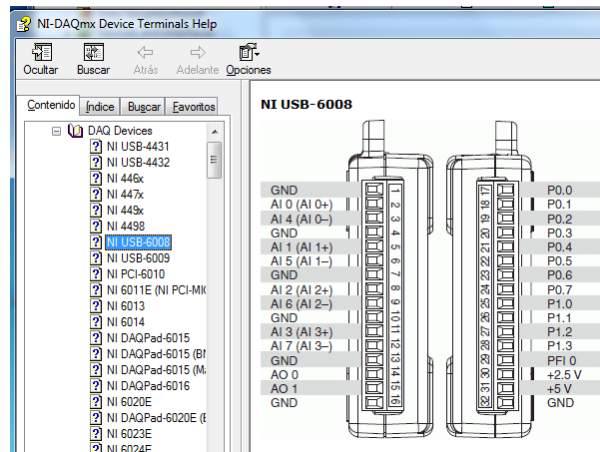 NI-DAQmx Device Terminals Help
Ocultar Buscar Atrás Adelante Opciones
Contenido Índice Buscar Favoritos
DAQ Devices
NI USB-4431
NI USB-4432
NI 446x
NI 447x
NI 449x
NI 4498
NI USB-6008
NI USB-6009
NI PCI-6010
NI 6011E (NI PCI-MIO
NI 6013
NI 6014
NI DAQPad-6015
NI DAQPad-6015 (BN
NI DAQPad-6015 (Ma
NI DAQPad-6016
NI 6020E
NI DAQPad-6020E (B
NI 6023E
NI 6024E
NI USB-6008
GND 1
AI 0 (AI 0+) 2
AI 4 (AI 0–) 3
GND 4
AI 1 (AI 1+) 5
AI 5 (AI 1–) 6
GND 7
AI 2 (AI 2+) 8
AI 6 (AI 2–) 9
GND 10
AI 3 (AI 3+) 11
AI 7 (AI 3–) 12
GND 13
AO 0 14
AO 1 15
GND 16
17 P0.0
18 P0.1
19 P0.2
20 P0.3
21 P0.4
22 P0.5
23 P0.6
24 P0.7
25 P1.0
26 P1.1
27 P1.2
28 P1.3
29 PFI 0
30 +2.5 V
31 +5 V
32 GND